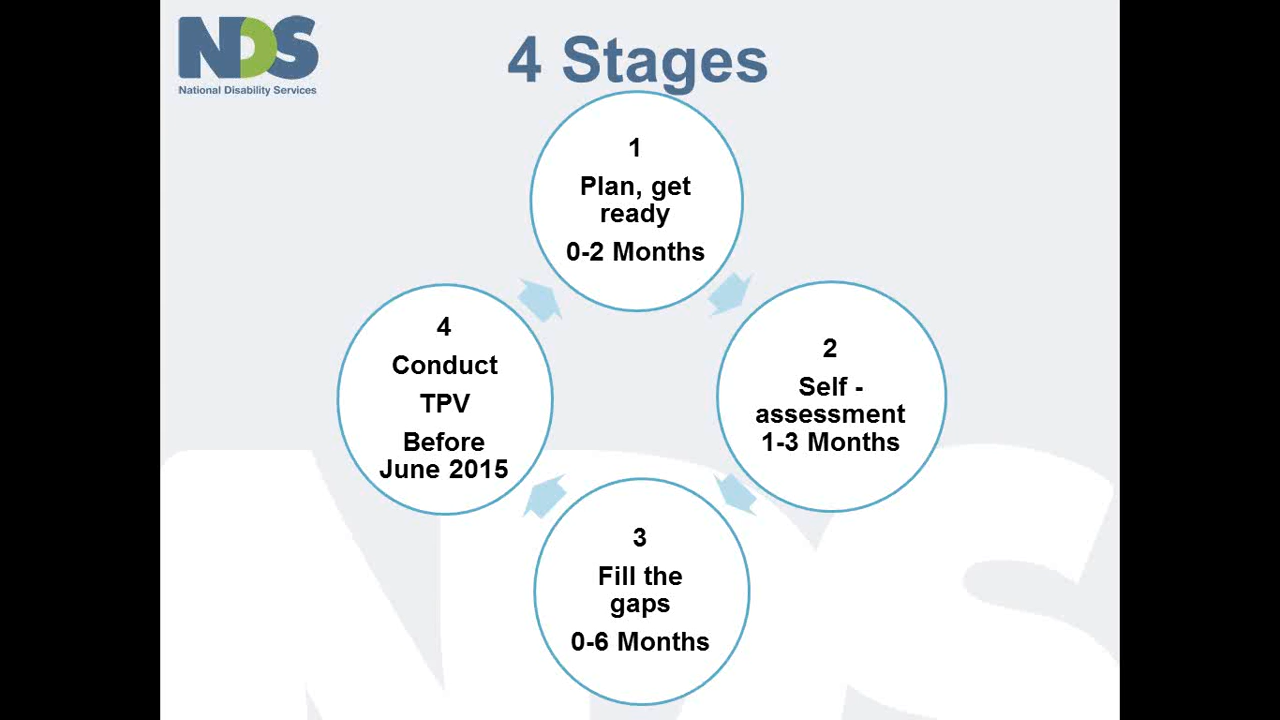 NDS
National Disability Services
4 Stages
1
Plan, get
ready
0-2 Months
2
Self -
assessment
1-3 Months
3
Fill the
gaps
0-6 Months
4
Conduct
TPV
Before
June 2015
NDS